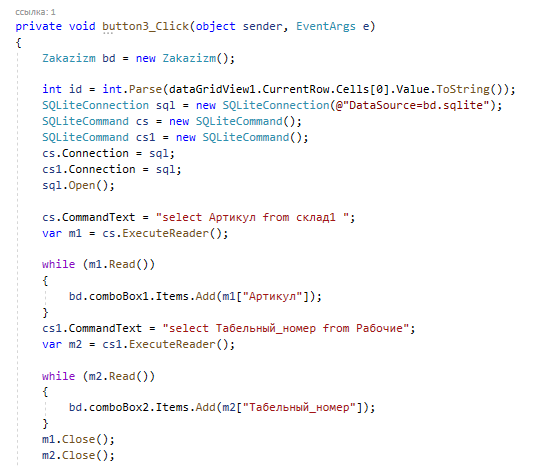 ссылка: 1
private void button3_Click(object sender, EventArgs e)
{
Zakazizm bd = new Zakazizm();
int id = int.Parse(dataGridView1.CurrentRow.Cells[0].Value.ToString());
SQLiteConnection sql = new SQLiteConnection(@"DataSource=bd.sqlite");
SQLiteCommand cs = new SQLiteCommand();
SQLiteCommand cs1 = new SQLiteCommand();
cs.Connection = sql;
cs1.Connection = sql;
sql.Open();
cs.CommandText = "select Артикул from склад1 ";
var m1 = cs.ExecuteReader();
while (m1.Read())
{
bd.comboBox1.Items.Add(m1["Артикул"]);
}
cs1.CommandText = "select Табельный_номер from Рабочие";
var m2 = cs1.ExecuteReader();
while (m2.Read())
{
bd.comboBox2.Items.Add(m2["Табельный_номер"]);
}
m1.Close();
m2.Close();